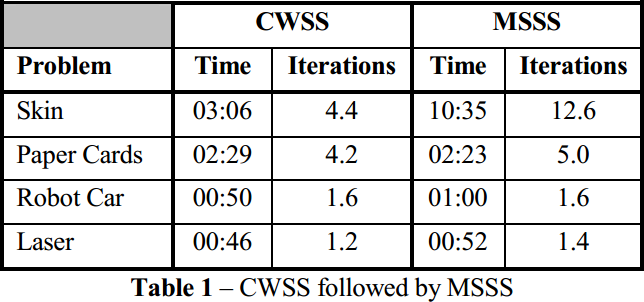 CWSS MSSS
Problem Time Iterations Time Iterations
Skin 03:06 4.4 10:35 12.6
Paper Cards 02:29 4.2 02:23 5.0
Robot Car 00:50 1.6 01:00 1.6
Laser 00:46 1.2 00:52 1.4
Table 1 – CWSS followed by MSSS